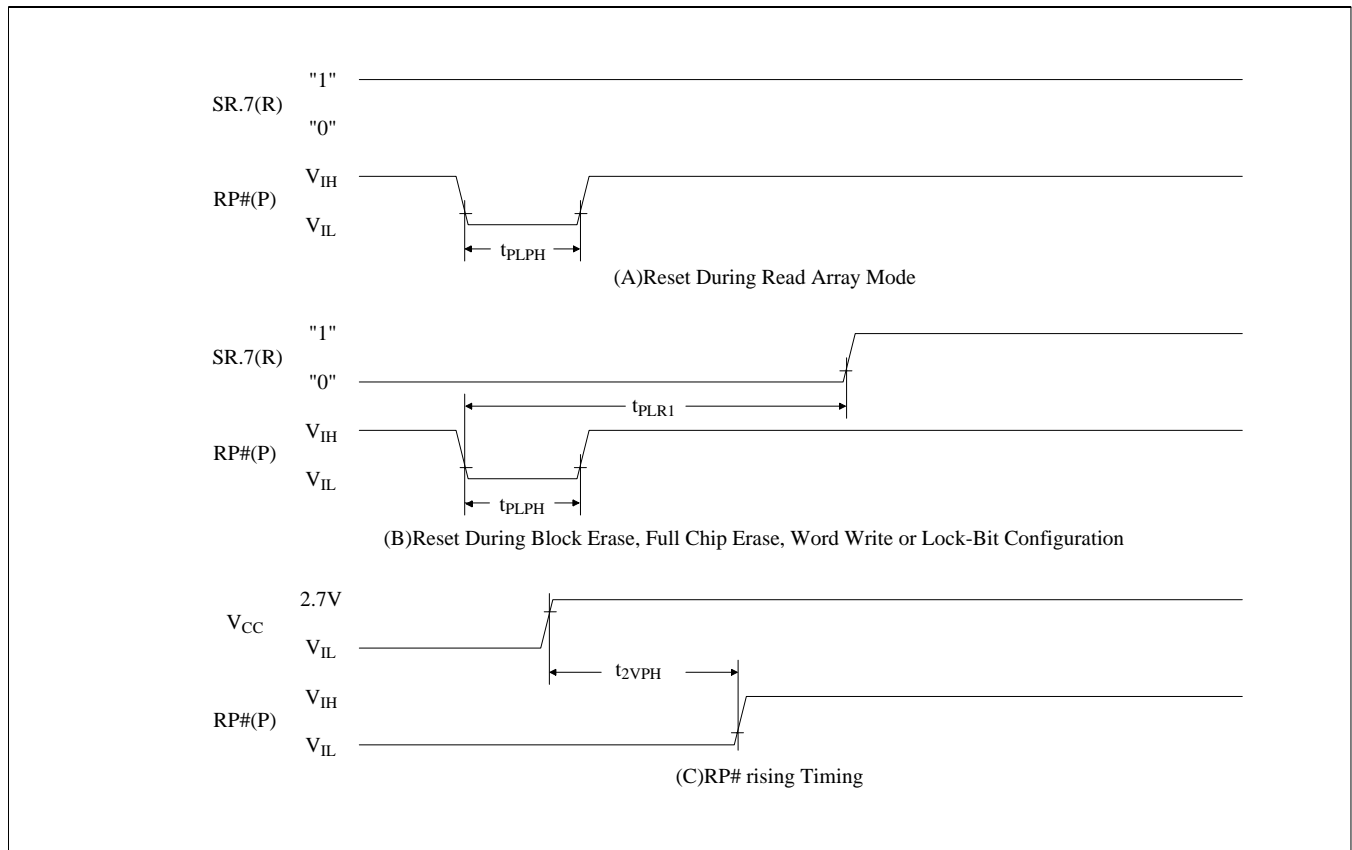 "1"
SR.7(R)
"0"
VIH
RP#(P)
VIL
tPLPH
(A)Reset During Read Array Mode
"1"
SR.7(R)
"0"
tPLR1
VIH
RP#(P)
VIL
tPLPH
(B)Reset During Block Erase, Full Chip Erase, Word Write or Lock-Bit Configuration
2.7V
VCC
VIL
t2VPH
VIH
RP#(P)
VIL
(C)RP# rising Timing